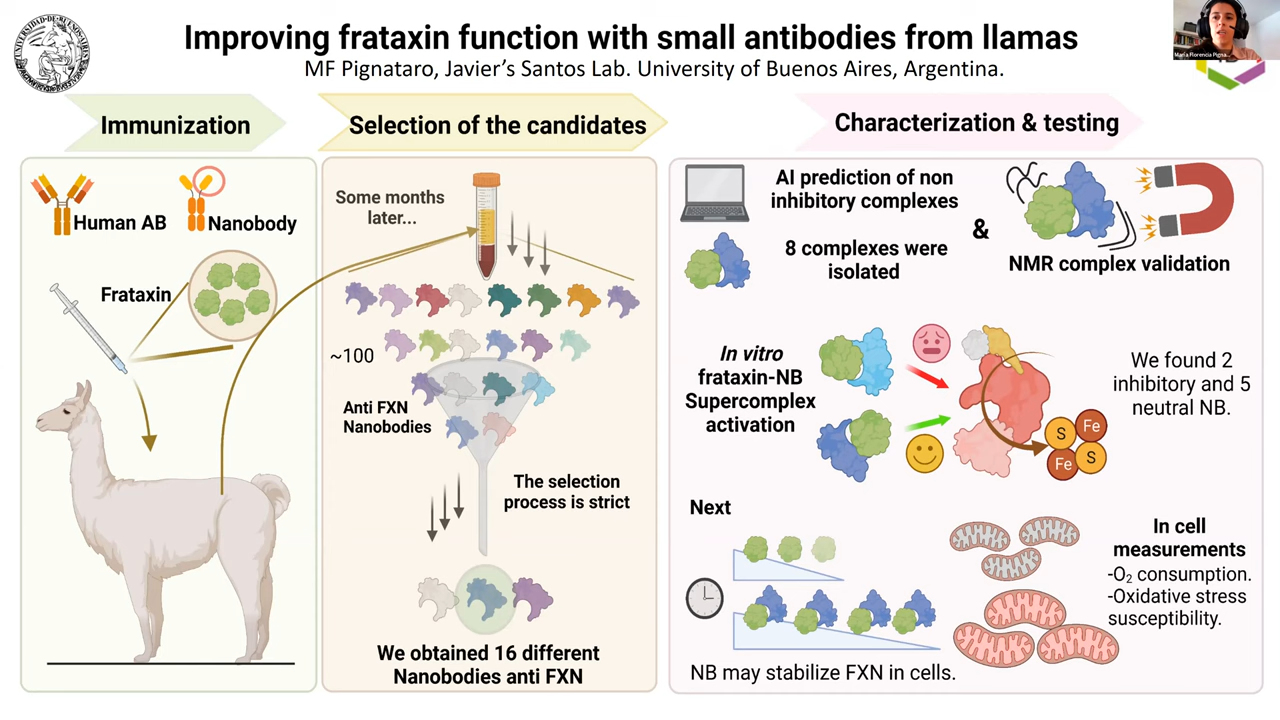 Improving frataxin function with small antibodies from llamas
MF Pignataro, Javier´s Santos Lab. University of Buenos Aires, Argentina.
María Florencia Pigna...
Immunization
Selection of the candidates
Characterization & testing
Human AB
Nanobody
Frataxin
Some months
later...
~100
Anti FXN
Nanobodies
The selection
process is strict
We obtained 16 different
Nanobodies anti FXN
AI prediction of non
inhibitory complexes
8 complexes were
isolated
&
NMR complex validation
In vitro
frataxin-NB
Supercomplex
activation
S
Fe
Fe
S
We found 2
inhibitory and 5
neutral NB.
Next
NB may stabilize FXN in cells.
In cell
measurements
-O₂ consumption.
-Oxidative stress
susceptibility.